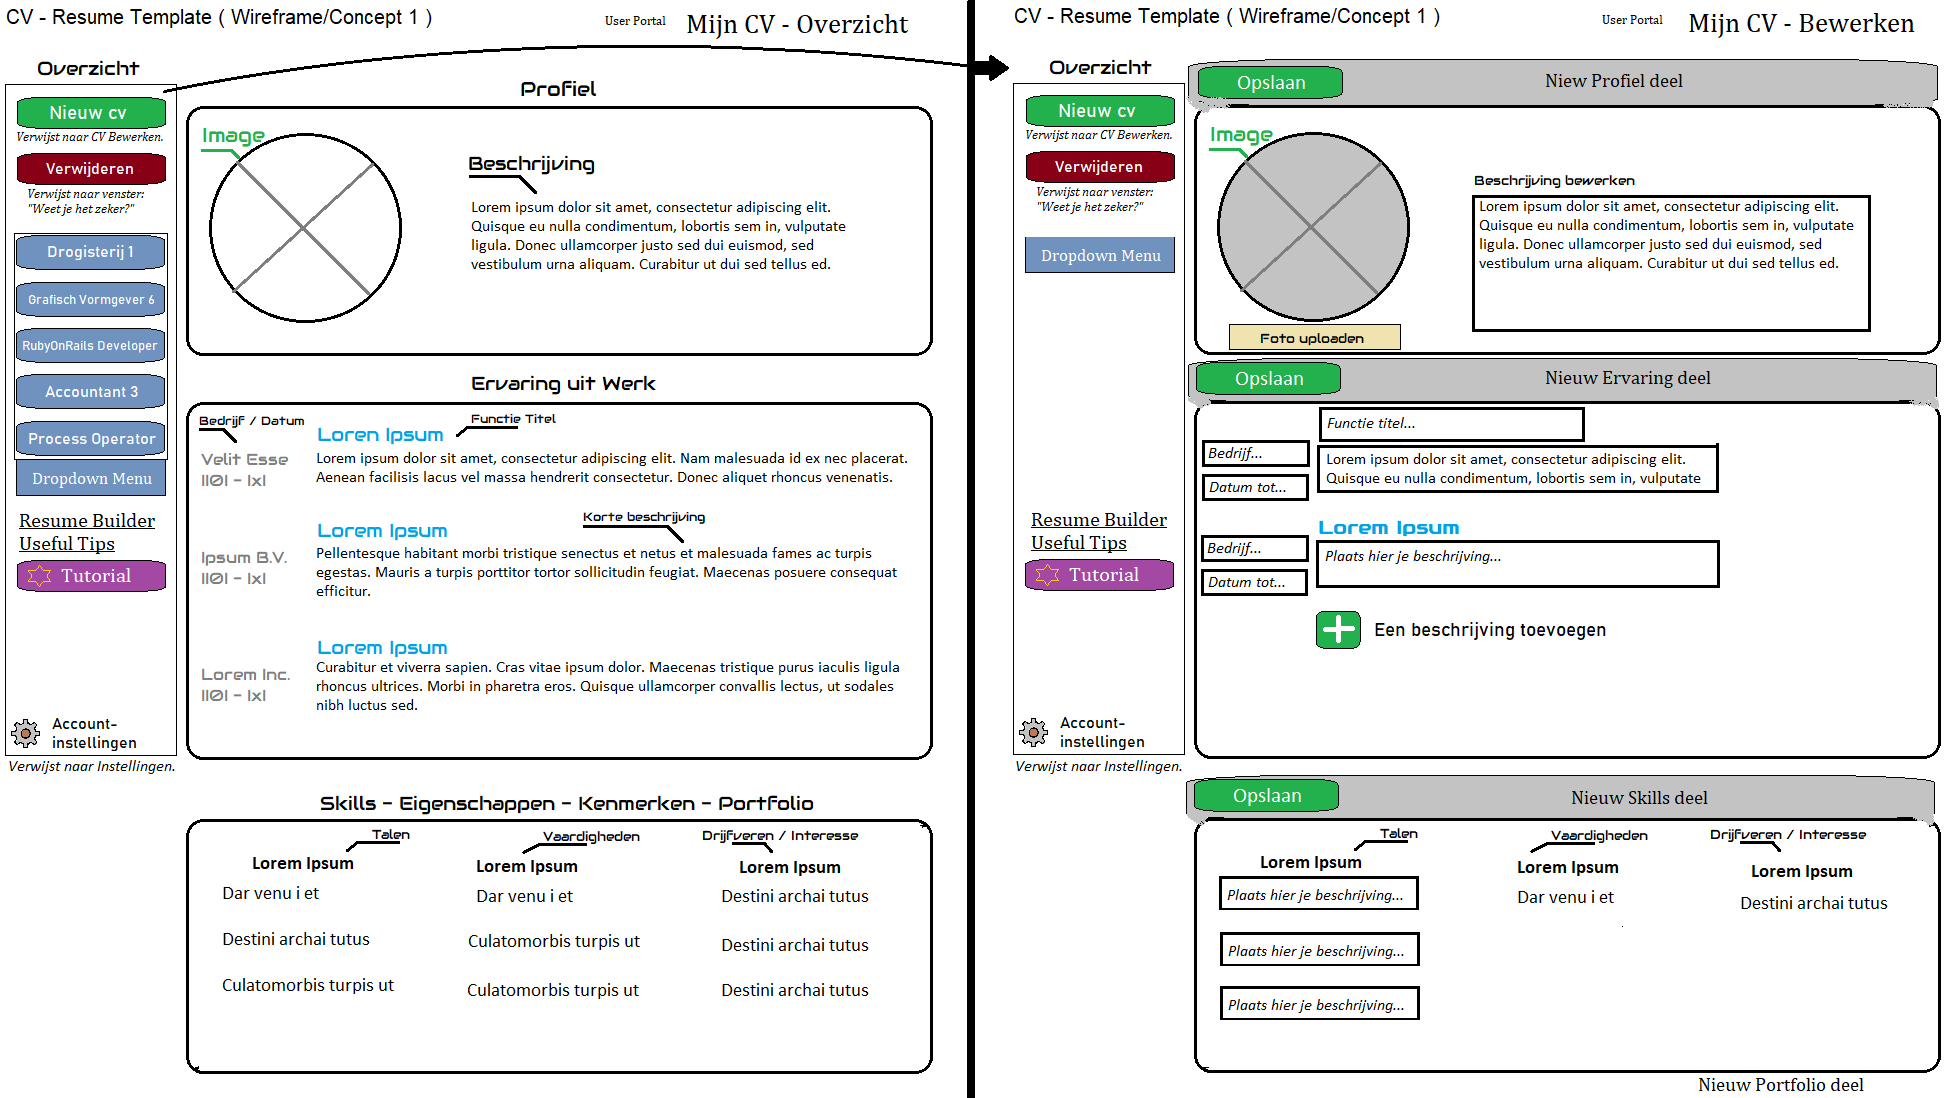 CV - Resume Template ( Wireframe/Concept 1 )
User Portal
Mijn CV - Overzicht
Overzicht
Nieuw cv
Verwijst naar CV Bewerken.
Verwijderen
Verwijst naar venster:
"Weet je het zeker?"
Drogisterij 1
Grafisch Vormgever 6
RubyOnRails Developer
Accountant 3
Process Operator
Dropdown Menu
Resume Builder
Useful Tips
Tutorial
Account-
instellingen
Verwijst naar Instellingen.
Profiel
Image
Beschrijving
Lorem ipsum dolor sit amet, consectetur adipiscing elit.
Quisque eu nulla condimentum, lobortis sem in, vulputate
ligula. Donec ullamcorper justo sed dui euismod, sed
vestibulum urna aliquam. Curabitur ut dui sed tellus ed.
Ervaring uit Werk
Bedrijf / Datum
Functie Titel
Loren Ipsum
Velit Esse
||0| - |x|
Lorem ipsum dolor sit amet, consectetur adipiscing elit. Nam malesuada id ex nec placerat.
Aenean facilisis lacus vel massa hendrerit consectetur. Donec aliquet rhoncus venenatis.
Korte beschrijving
Lorem Ipsum
Ipsum B.V.
||0| - |x|
Pellentesque habitant morbi tristique senectus et netus et malesuada fames ac turpis
egestas. Mauris a turpis porttitor tortor sollicitudin feugiat. Maecenas posuere consequat
efficitur.
Lorem Ipsum
Lorem Inc.
||0| - |x|
Curabitur et viverra sapien. Cras vitae ipsum dolor. Maecenas tristique purus iaculis ligula
rhoncus ultrices. Morbi in pharetra eros. Quisque ullamcorper convallis lectus, ut sodales
nibh luctus sed.
Skills - Eigenschappen - Kenmerken - Portfolio
Talen
Vaardigheden
Drijfveren / Interesse
Lorem Ipsum
Lorem Ipsum
Lorem Ipsum
Dar venu i et
Dar venu i et
Destini archai tutus
Destini archai tutus
Culatomorbis turpis ut
Destini archai tutus
Culatomorbis turpis ut
Culatomorbis turpis ut
Destini archai tutus
CV - Resume Template ( Wireframe/Concept 1 )
User Portal
Mijn CV - Bewerken
Overzicht
Nieuw cv
Verwijst naar CV Bewerken.
Verwijderen
Verwijst naar venster:
"Weet je het zeker?"
Dropdown Menu
Resume Builder
Useful Tips
Tutorial
Account-
instellingen
Verwijst naar Instellingen.
Opslaan
Niew Profiel deel
Image
Beschrijving bewerken
Lorem ipsum dolor sit amet, consectetur adipiscing elit.
Quisque eu nulla condimentum, lobortis sem in, vulputate
ligula. Donec ullamcorper justo sed dui euismod, sed
vestibulum urna aliquam. Curabitur ut dui sed tellus ed.
Foto uploaden
Opslaan
Nieuw Ervaring deel
Functie titel...
Bedrijf...
Datum tot...
Lorem ipsum dolor sit amet, consectetur adipiscing elit.
Quisque eu nulla condimentum, lobortis sem in, vulputate
Lorem Ipsum
Bedrijf...
Datum tot...
Plaats hier je beschrijving...
Een beschrijving toevoegen
Opslaan
Nieuw Skills deel
Talen
Vaardigheden
Drijfveren / Interesse
Lorem Ipsum
Lorem Ipsum
Lorem Ipsum
Plaats hier je beschrijving...
Dar venu i et
Destini archai tutus
Plaats hier je beschrijving...
Plaats hier je beschrijving...
Nieuw Portfolio deel